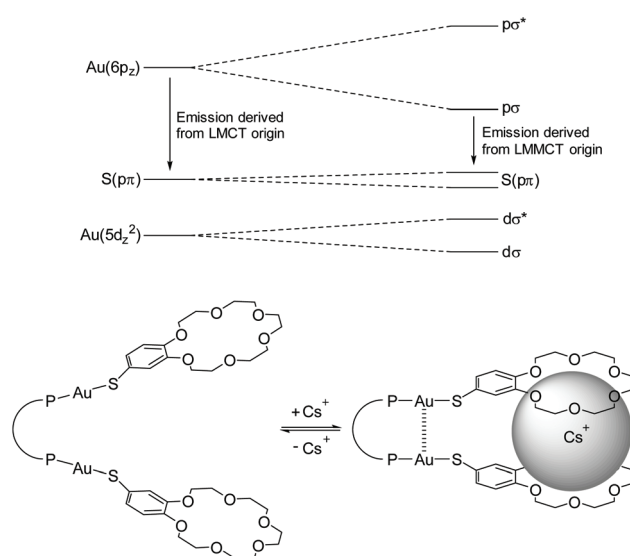 pσ*
Au(6pz)
pσ
Emission derived
from LMCT origin
Emission derived
from LMMCT origin
S(pπ)
S(pπ)
dσ*
Au(5dz²)
dσ
O
O
O
O
O
O
S
Au
P
P
Au
S
O
O
O
O
O
O
+ Cs⁺
- Cs⁺
P
Au
S
O
O
O
O
O
O
Cs⁺
P
Au
S
O
O
O
O
O
O